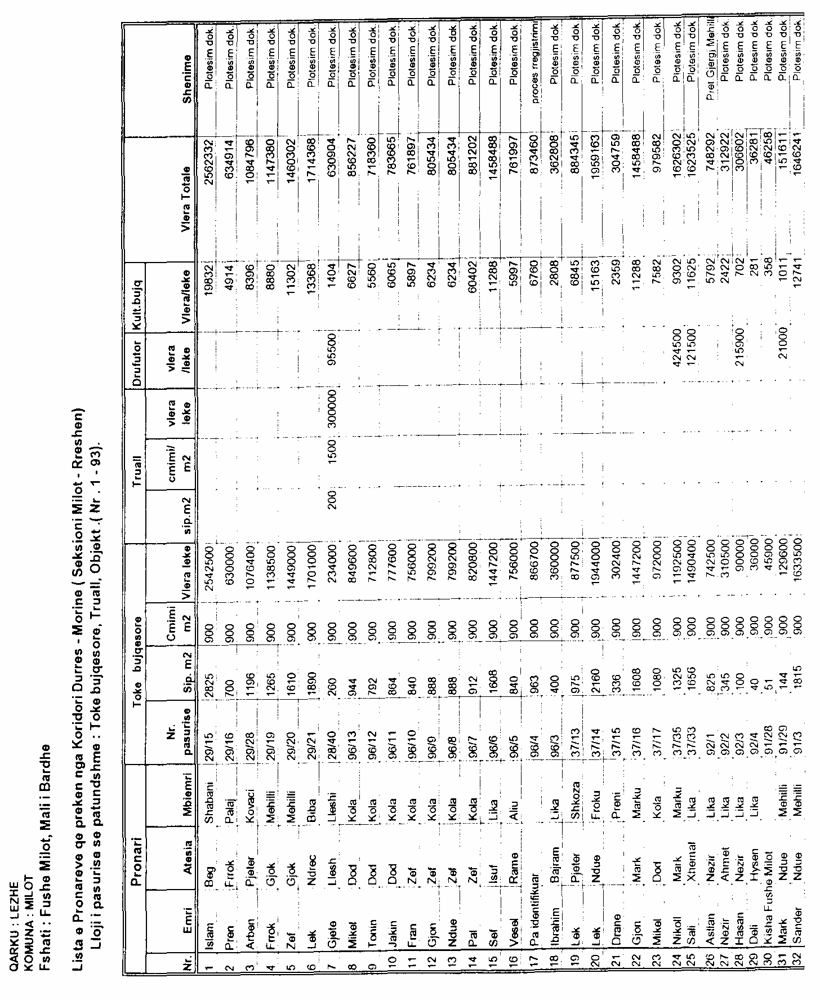 QARKU : LEZHE
KOMUNA : MILOT
Fshati : Fushe Milot, Mali i Bardhe
Lista e Pronareve qe preken nga Koridori Durres - Morine ( Seksioni Milot - Rreshen)
Lloji i pasurise se patundshme : Toke bujqesore, Truall, Objekt .( Nr . 1 - 93).
Pronari Toke bujqesore Truall Drufutor Kult.bujq
Nr. Emri Atesia Mbiemri Nr. pasurise Sip. m2 Cmimi m2 Vlera leke sip.m2 cmimi/ m2 vlera leke vlera /leke Vlera/leke Vlera Totale Shenime
1 Islam Beg Shabani 29/15 2825 900 2542500 19832 2562332 Plotesim dok.
2 Pren Frrok Palaj 29/16 700 900 630000 4914 634914 Plotesim dok.
3 Arben Pjeter Kovaci 29/28 1196 900 1076400 8396 1084796 Plotesim dok.
4 Frrok Gjok Mehilli 29/19 1265 900 1138500 8880 1147380 Plotesim dok.
5 Zef Gjok Mehilli 29/20 1610 900 1449000 11302 1460302 Plotesim dok.
6 Lek Ndrec Biba 29/21 1890 900 1701000 13368 1714368 Plotesim dok.
7 Gjete Llesh Lleshi 28/40 260 900 234000 200 1500 300000 95500 1404 630904 Plotesim dok.
8 Mikel Dod Kola 96/13 944 900 849600 6627 856227 Plotesim dok.
9 Tonin Dod Kola 96/12 792 900 712800 5560 718360 Plotesim dok.
10 Jakin Dod Kola 96/11 864 900 777600 6065 783665 Plotesim dok.
11 Fran Zef Kola 96/10 840 900 756000 5897 761897 Plotesim dok.
12 Gjon Zef Kola 96/9 888 900 799200 6234 805434 Plotesim dok.
13 Ndue Zef Kola 96/8 888 900 799200 6234 805434 Plotesim dok.
14 Pal Zef Kola 96/7 912 900 820800 60402 881202 Plotesim dok.
15 Sef Isuf Lika 96/6 1608 900 1447200 11288 1458488 Plotesim dok.
16 Vesel Rame Aliu 96/5 840 900 756000 5997 761997 Plotesim dok.
17 Pa identifikuar 96/4 963 900 866700 6760 873460 proces rregjistrimi
18 Ibrahim Bajram Lika 96/3 400 900 360000 2808 362808 Plotesim dok.
19 Lek Pjeter Shkoza 37/13 975 900 877500 6845 884345 Plotesim dok.
20 Lek Ndue Froku 37/14 2160 900 1944000 15163 1959163 Plotesim dok.
21 Drane Preni 37/15 336 900 302400 2359 304759 Plotesim dok.
22 Gjon Mark Marku 37/16 1608 900 1447200 11288 1458488 Plotesim dok.
23 Mikel Dod Kola 37/17 1080 900 972000 7582 979582 Plotesim dok.
24 Nikoll Mark Marku 37/35 1325 900 1192500 424500 9302 1626302 Plotesim dok.
25 Sali Xhemal Lika 37/33 1656 900 1490400 121500 11625 1623525 Plotesim dok.
26 Asllan Nezir Lika 92/1 825 900 742500 5792 748292 Pret Gjergj Mehilli
27 Nezir Ahmet Lika 92/2 345 900 310500 2422 312922 Plotesim dok.
28 Hasan Nezir Lika 92/3 100 900 90000 215900 702 306602 Plotesim dok.
29 Deli Hysen Lika 92/4 40 900 36000 281 36281 Plotesim dok.
30 Kisha Fushe Milot 91/28 51 900 45900 358 46258 Plotesim dok.
31 Mark Ndue Mehilli 91/29 144 900 129600 21000 1011 151611 Plotesim dok.
32 Sander Ndue Mehilli 91/3 1815 900 1633500 12741 1646241 Plotesim dok.